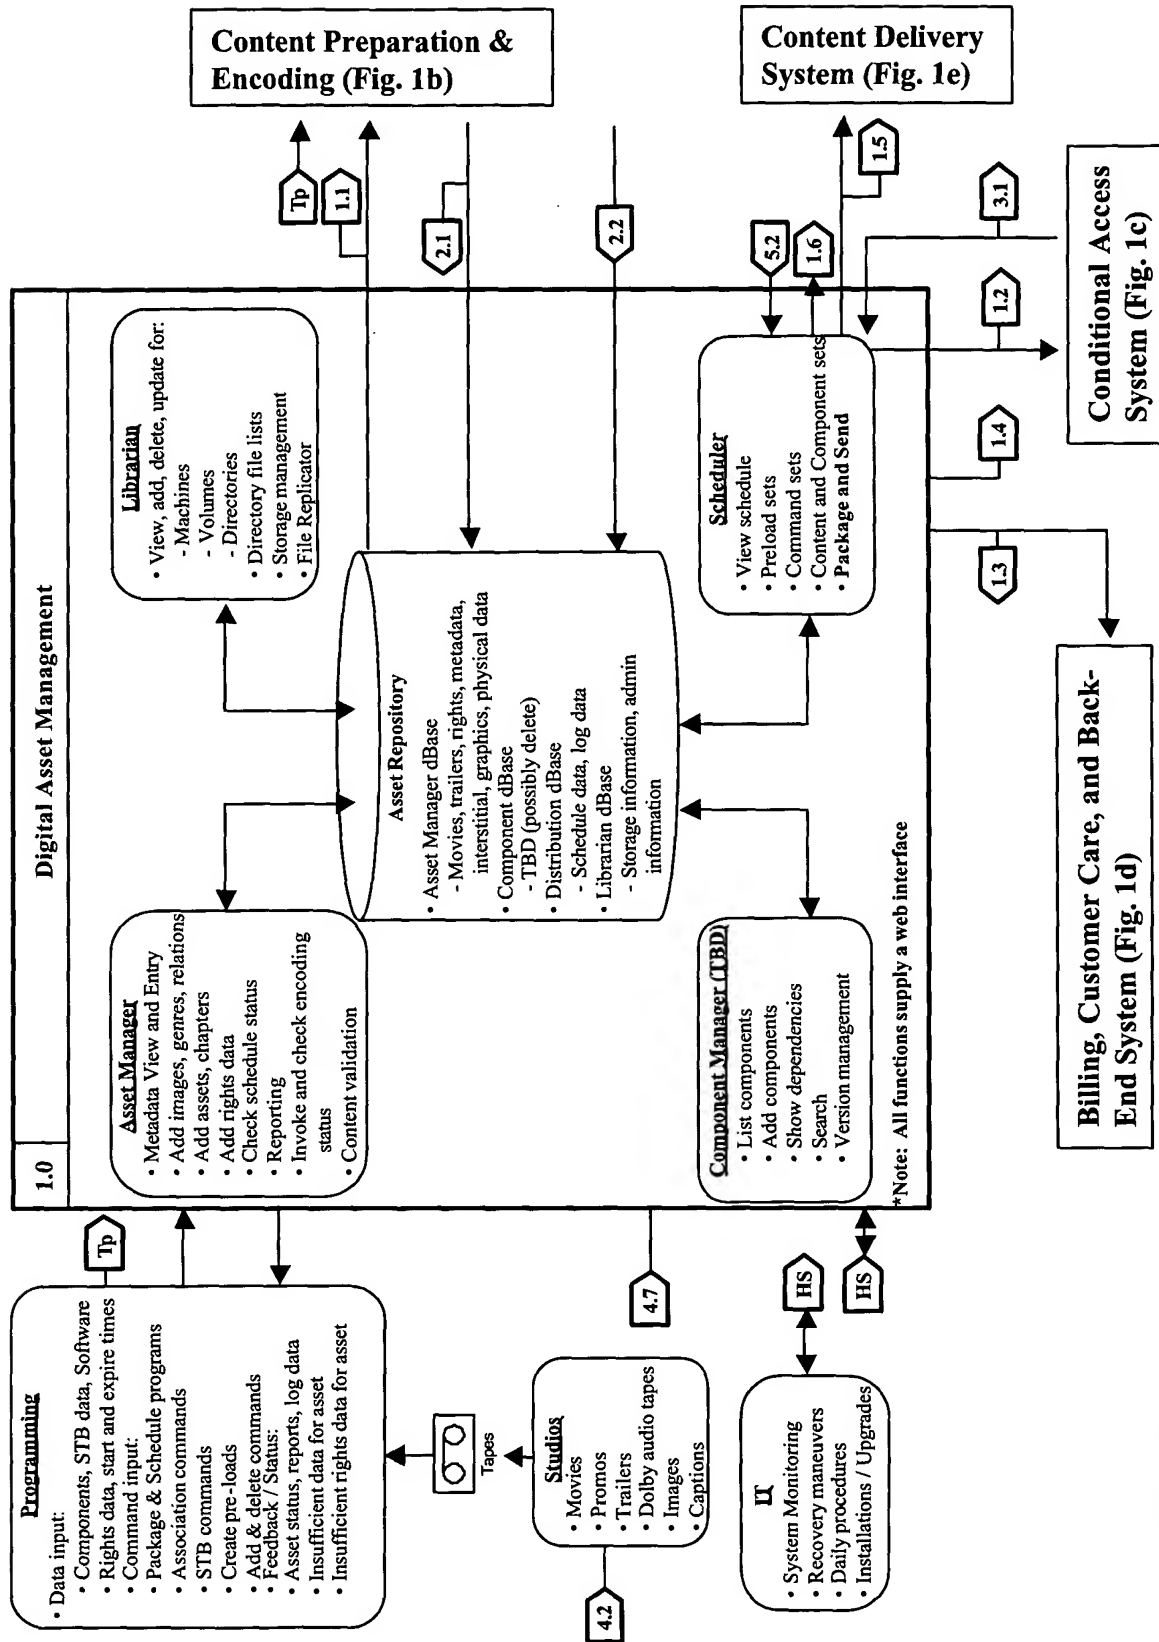 1.0
Digital Asset Management
Programming
• Data input:
• Components, STB data, Software
• Rights data, start and expire times
• Command input:
• Package & Schedule programs
• Association commands
• STB commands
• Create pre-loads
• Add & delete commands
• Feedback / Status:
• Asset status, reports, log data
• Insufficient data for asset
• Insufficient rights data for asset
Tp
Tapes
Studios
• Movies
• Promos
• Trailers
• Dolby audio tapes
• Images
• Captions
4.2
4.7
IT
• System Monitoring
• Recovery maneuvers
• Daily procedures
• Installations / Upgrades
HS
HS
Asset Manager
• Metadata View and Entry
• Add images, genres, relations
• Add assets, chapters
• Add rights data
• Check schedule status
• Reporting
• Invoke and check encoding
status
• Content validation
Component Manager (TBD)
• List components
• Add components
• Show dependencies
• Search
• Version management
*Note: All functions supply a web interface
Asset Repository
• Asset Manager dBase
- Movies, trailers, rights, metadata,
interstitial, graphics, physical data
• Component dBase
- TBD (possibly delete)
• Distribution dBase
- Schedule data, log data
• Librarian dBase
- Storage information, admin
information
Librarian
• View, add, delete, update for:
- Machines
- Volumes
- Directories
• Directory file lists
• Storage management
• File Replicator
Scheduler
• View schedule
• Preload sets
• Command sets
• Content and Component sets
• Package and Send
Tp
1.1
2.1
2.2
5.2
1.6
1.5
3.1
1.2
1.4
1.3
Content Preparation &
Encoding (Fig. 1b)
Content Delivery
System (Fig. 1e)
Conditional Access
System (Fig. 1c)
Billing, Customer Care, and Back-
End System (Fig. 1d)